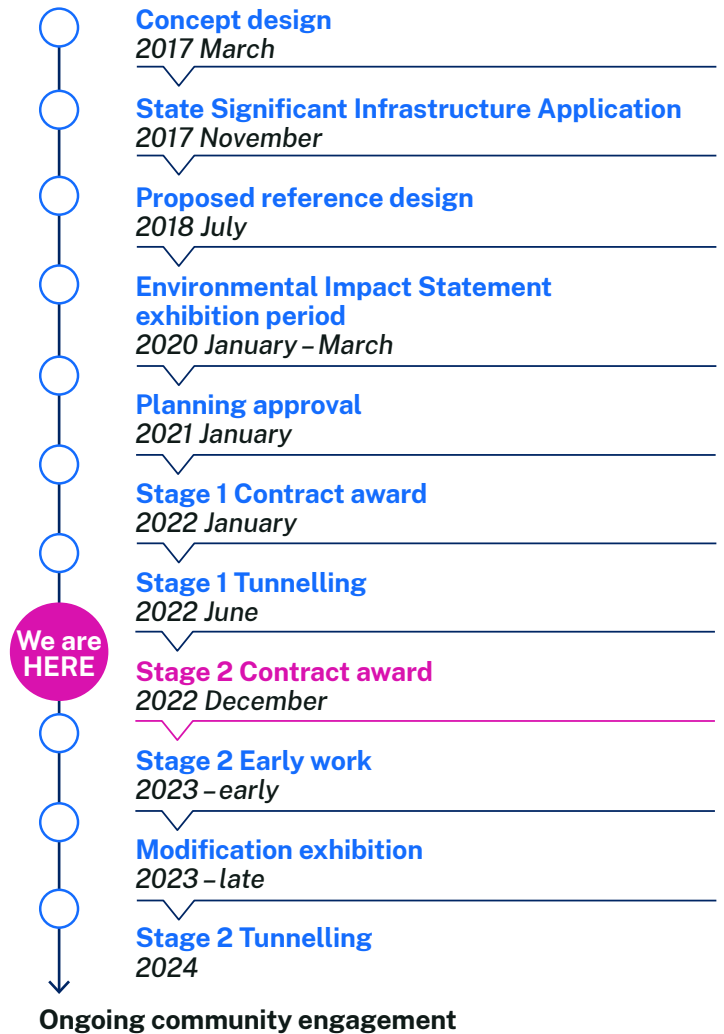 Concept design
2017 March
State Significant Infrastructure Application
2017 November
Proposed reference design
2018 July
Environmental Impact Statement
exhibition period
2020 January – March
Planning approval
2021 January
Stage 1 Contract award
2022 January
Stage 1 Tunnelling
2022 June
We are
HERE
Stage 2 Contract award
2022 December
Stage 2 Early work
2023 – early
Modification exhibition
2023 – late
Stage 2 Tunnelling
2024
Ongoing community engagement